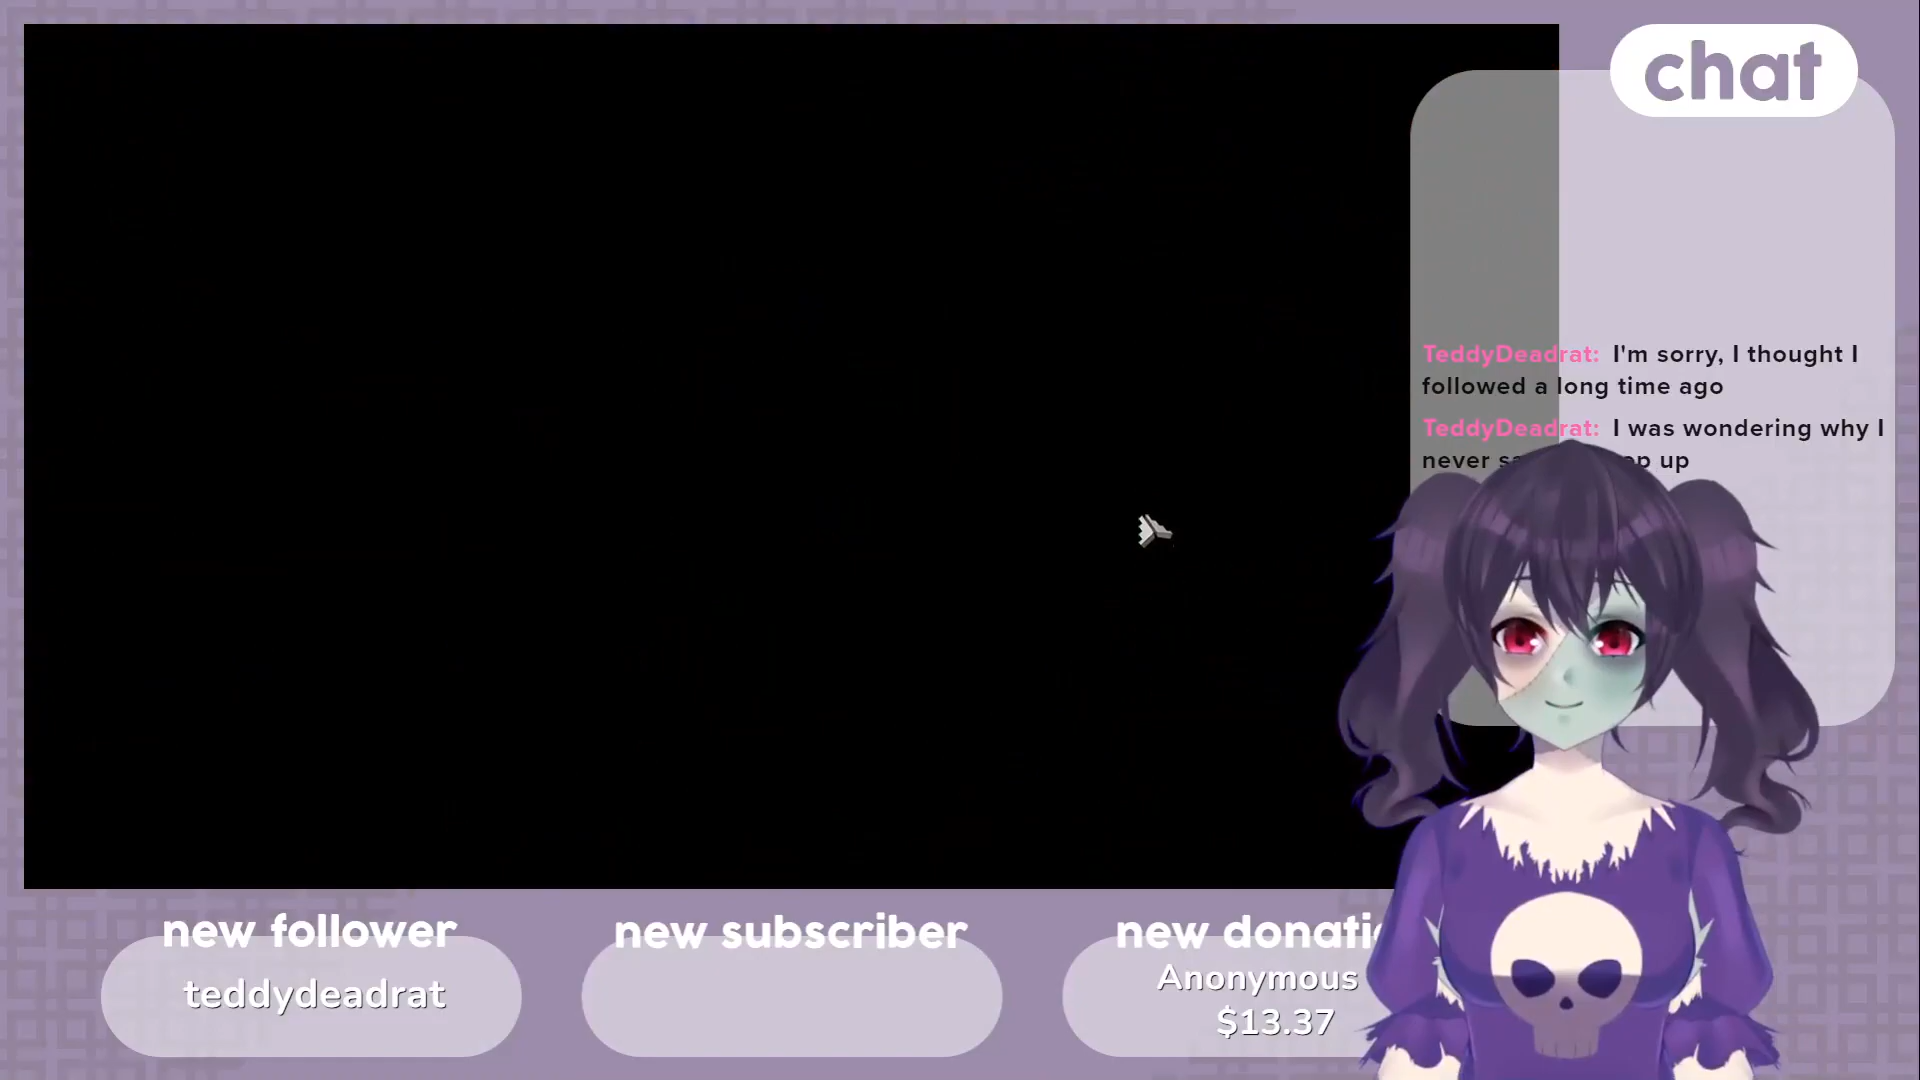 chat
TeddyDeadrat: I'm sorry, I thought I
followed a long time ago
TeddyDeadrat: I was wondering why I
never up
new follower
teddydeadrat
new subscriber
new
Anonymous
$13.37